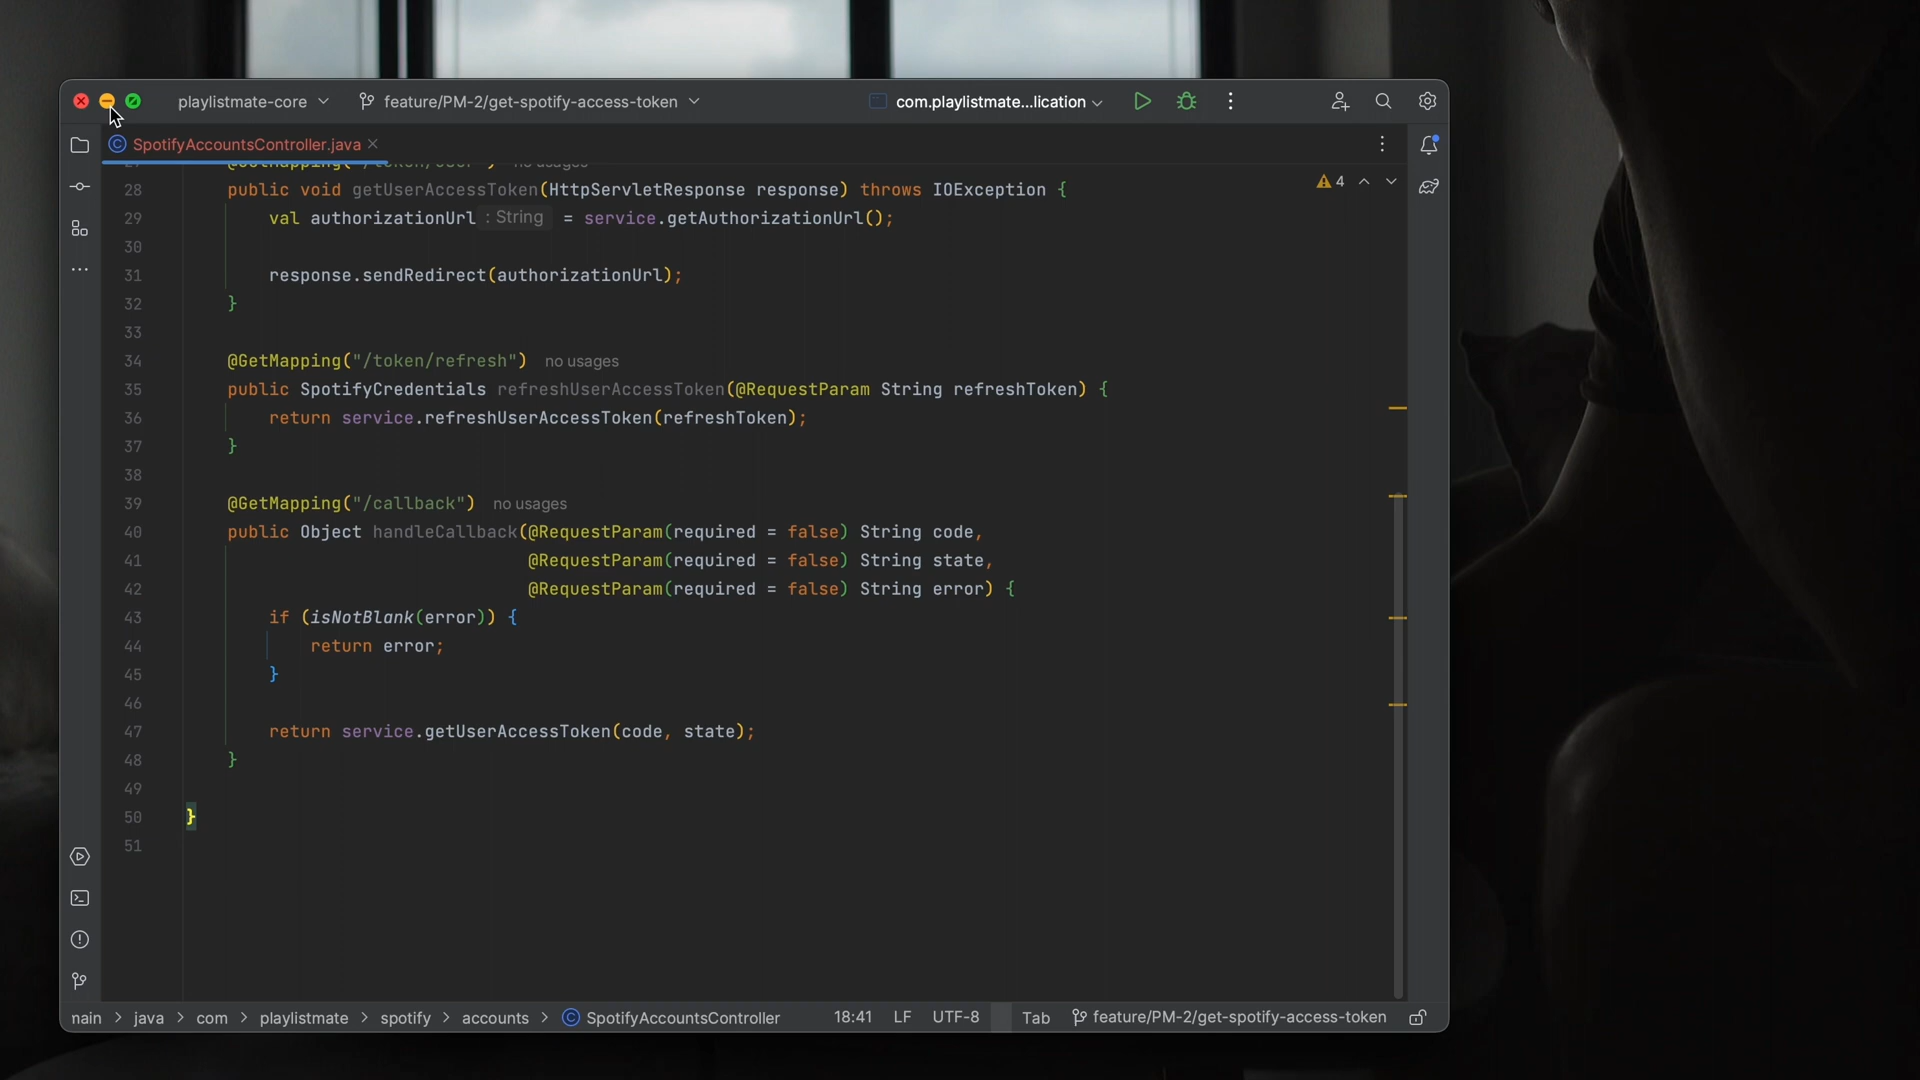 playlistmate-core feature/PM-2/get-spotify-access-token com.playlistmate...lication
SpotifyAccountsController.java
28 public void getUserAccessToken(HttpServletResponse response) throws IOException { 4
29 val authorizationUrl : String = service.getAuthorizationUrl();
30
31 response.sendRedirect(authorizationUrl);
32 }
33
34 @GetMapping("/token/refresh") no usages
35 public SpotifyCredentials refreshUserAccessToken(@RequestParam String refreshToken) {
36 return service.refreshUserAccessToken(refreshToken);
37 }
38
39 @GetMapping("/callback") no usages
40 public Object handleCallback(@RequestParam(required = false) String code,
41 @RequestParam(required = false) String state,
42 @RequestParam(required = false) String error) {
43 if (isNotBlank(error)) {
44 return error;
45 }
46
47 return service.getUserAccessToken(code, state);
48 }
49
50 }
51
main > java > com > playlistmate > spotify > accounts > SpotifyAccountsController 18:41 LF UTF-8 Tab feature/PM-2/get-spotify-access-token